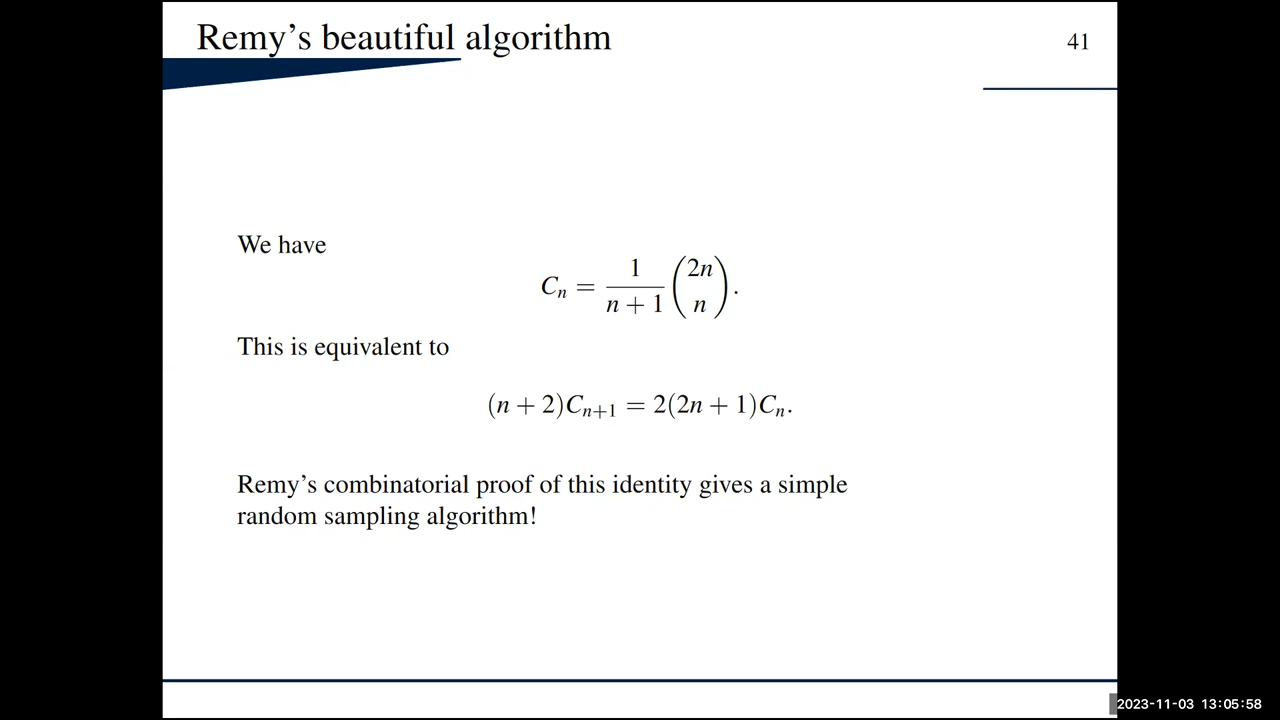 Remy's beautiful algorithm
41
We have
$C_n = \frac{1}{n+1}\binom{2n}{n}.$
This is equivalent to
$(n+2)C_{n+1} = 2(2n+1)C_n.$
Remy's combinatorial proof of this identity gives a simple
random sampling algorithm!
2023-11-03 13:05:58